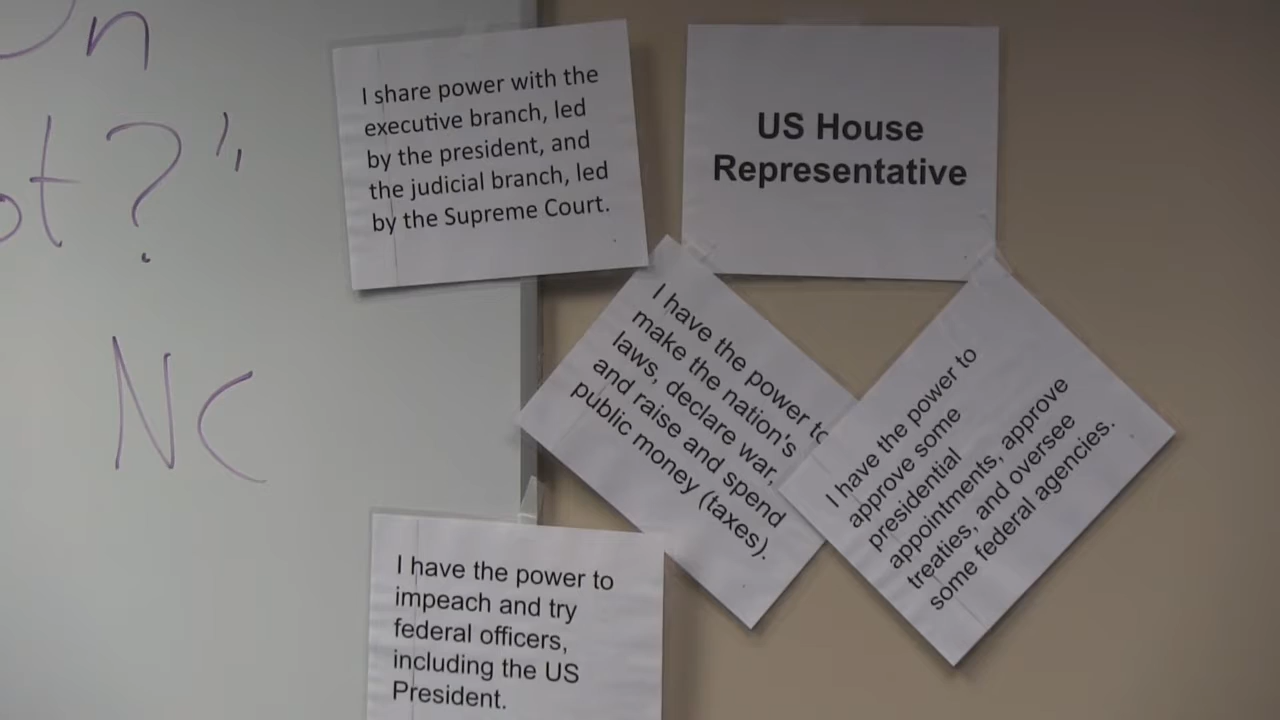 on
ot?",
NC
I share power with the
executive branch, led
by the president, and
the judicial branch, led
by the Supreme Court.
US House
Representative
I have the power to
make the nation's
laws, declare war,
and raise and spend
public money (taxes).
I have the power to
approve some
presidential
appointments, approve
treaties, and oversee
some federal agencies.
I have the power to
impeach and try
federal officers,
including the US
President.